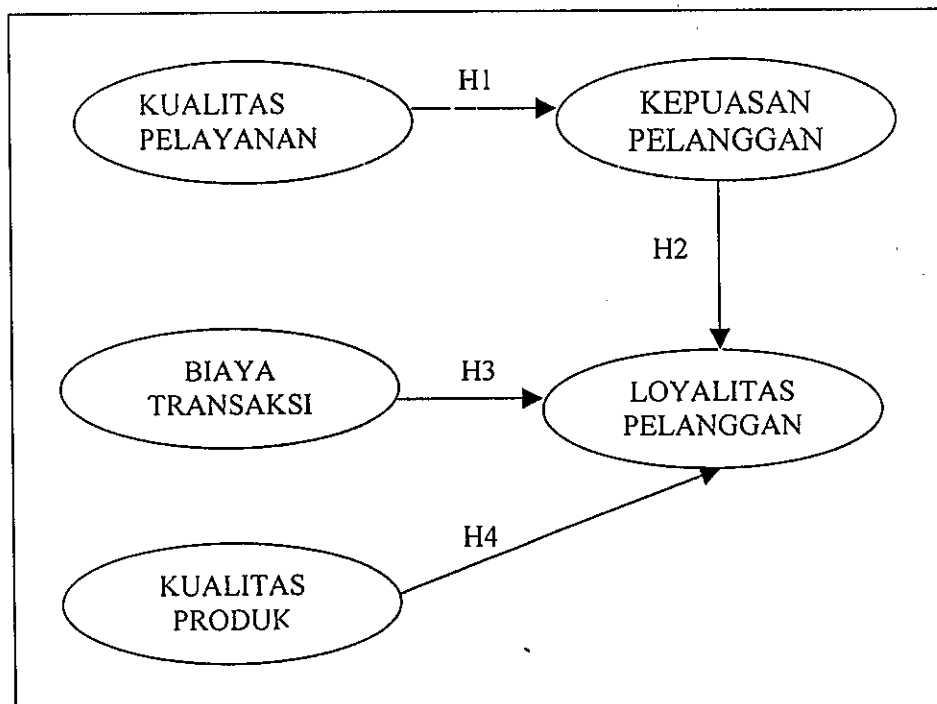 H1
KUALITAS
PELAYANAN
KEPUASAN
PELANGGAN
H2
BIAYA
TRANSAKSI
H3
LOYALITAS
PELANGGAN
H4
KUALITAS
PRODUK